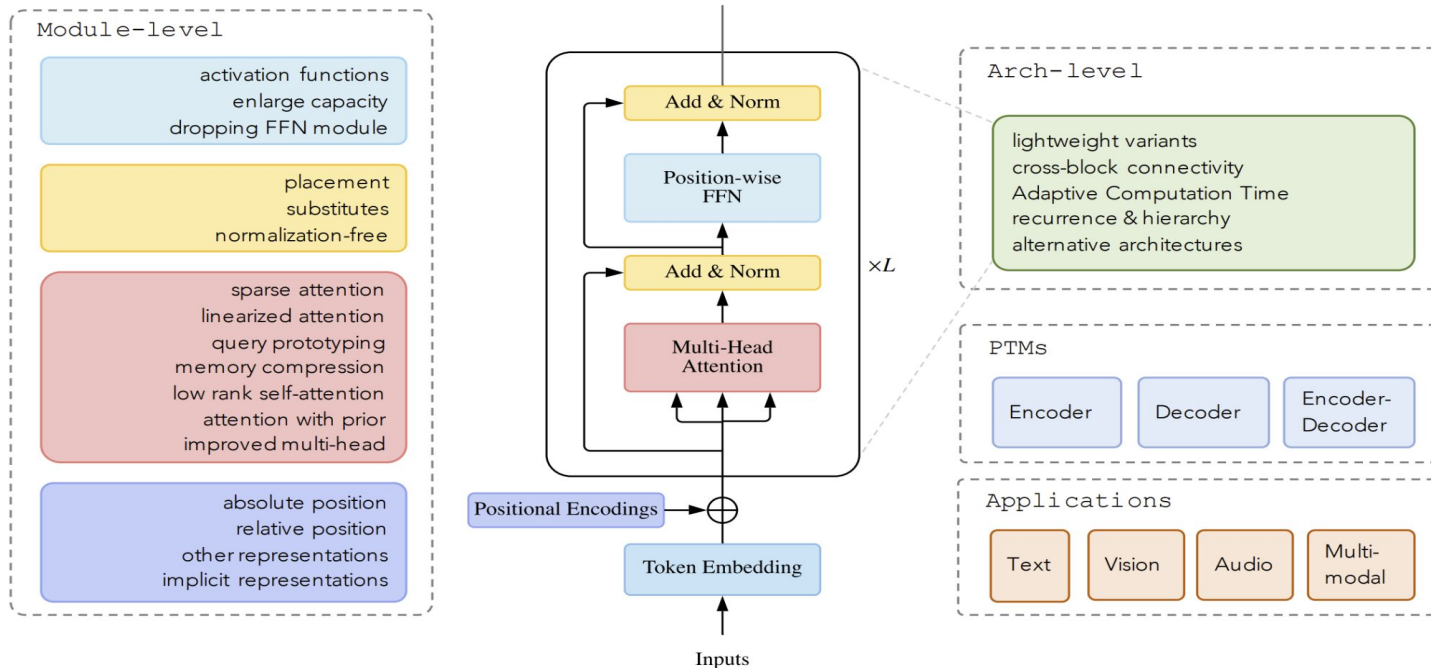 Module-level
activation functions
enlarge capacity
dropping FFN module
placement
substitutes
normalization-free
sparse attention
linearized attention
query prototyping
memory compression
low rank self-attention
attention with prior
improved multi-head
absolute position
relative position
other representations
implicit representations
Add & Norm
Position-wise
FFN
Add & Norm
×L
Multi-Head
Attention
Positional Encodings
Token Embedding
Inputs
Arch-level
lightweight variants
cross-block connectivity
Adaptive Computation Time
recurrence & hierarchy
alternative architectures
PTMs
Encoder
Decoder
Encoder-
Decoder
Applications
Text
Vision
Audio
Multi-
modal